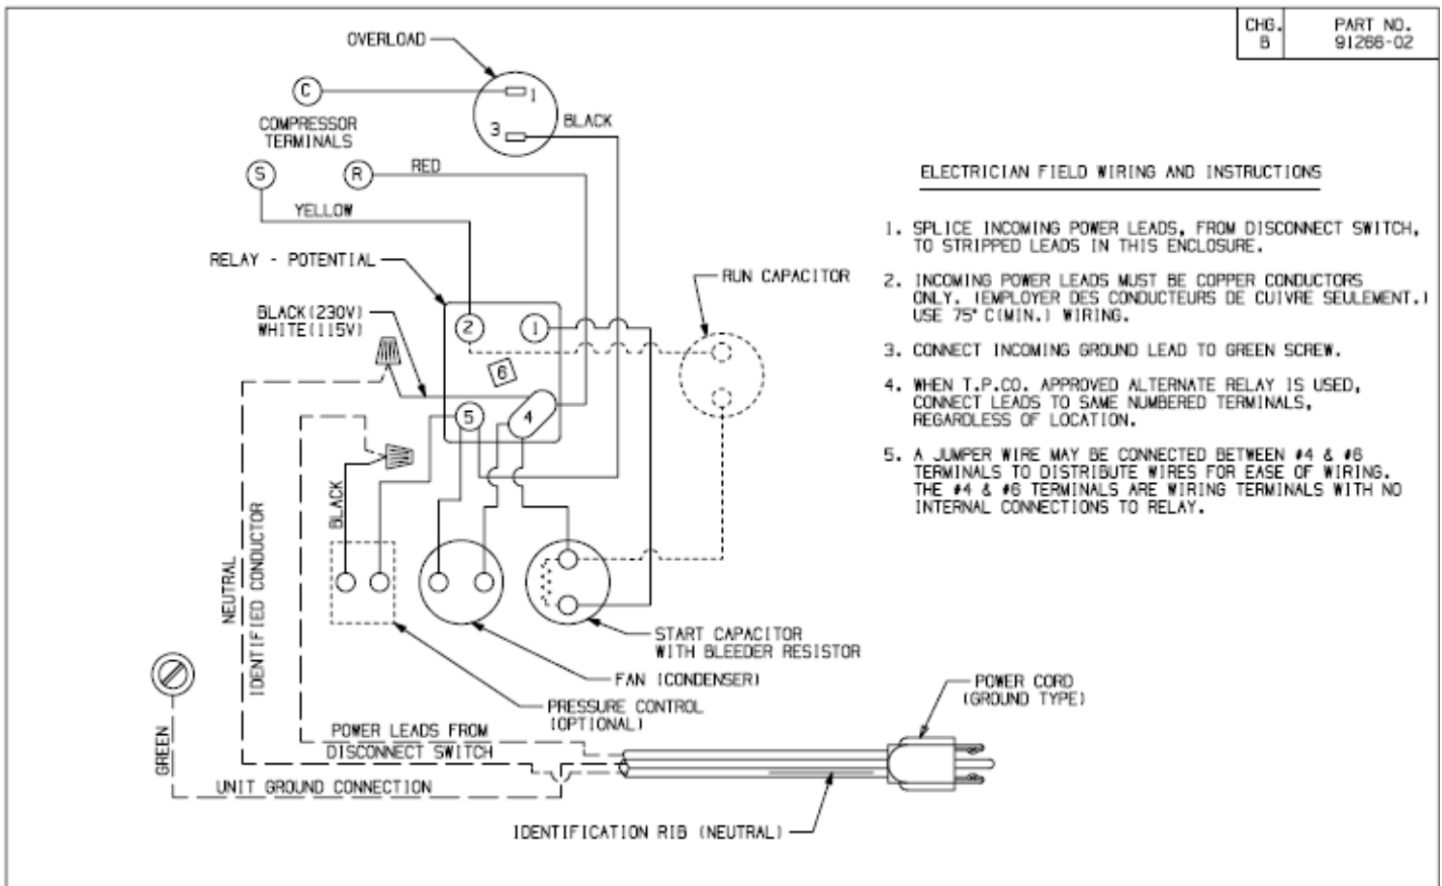 CHG.
B
PART NO.
91266-02
OVERLOAD
C
1
3
BLACK
COMPRESSOR
TERMINALS
S
R
RED
YELLOW
RELAY - POTENTIAL
BLACK(230V)
WHITE(115V)
2
1
6
5
4
RUN CAPACITOR
BLACK
NEUTRAL
IDENTIFIED CONDUCTOR
START CAPACITOR
WITH BLEEDER RESISTOR
FAN (CONDENSER)
PRESSURE CONTROL
(OPTIONAL)
POWER LEADS FROM
DISCONNECT SWITCH
GREEN
UNIT GROUND CONNECTION
POWER CORD
(GROUND TYPE)
IDENTIFICATION RIB (NEUTRAL)
ELECTRICIAN FIELD WIRING AND INSTRUCTIONS
1. SPLICE INCOMING POWER LEADS, FROM DISCONNECT SWITCH,
TO STRIPPED LEADS IN THIS ENCLOSURE.
2. INCOMING POWER LEADS MUST BE COPPER CONDUCTORS
ONLY. (EMPLOYER DES CONDUCTEURS DE CUIVRE SEULEMENT.)
USE 75° C(MIN.) WIRING.
3. CONNECT INCOMING GROUND LEAD TO GREEN SCREW.
4. WHEN T.P.CO. APPROVED ALTERNATE RELAY IS USED,
CONNECT LEADS TO SAME NUMBERED TERMINALS,
REGARDLESS OF LOCATION.
5. A JUMPER WIRE MAY BE CONNECTED BETWEEN #4 & #6
TERMINALS TO DISTRIBUTE WIRES FOR EASE OF WIRING.
THE #4 & #6 TERMINALS ARE WIRING TERMINALS WITH NO
INTERNAL CONNECTIONS TO RELAY.